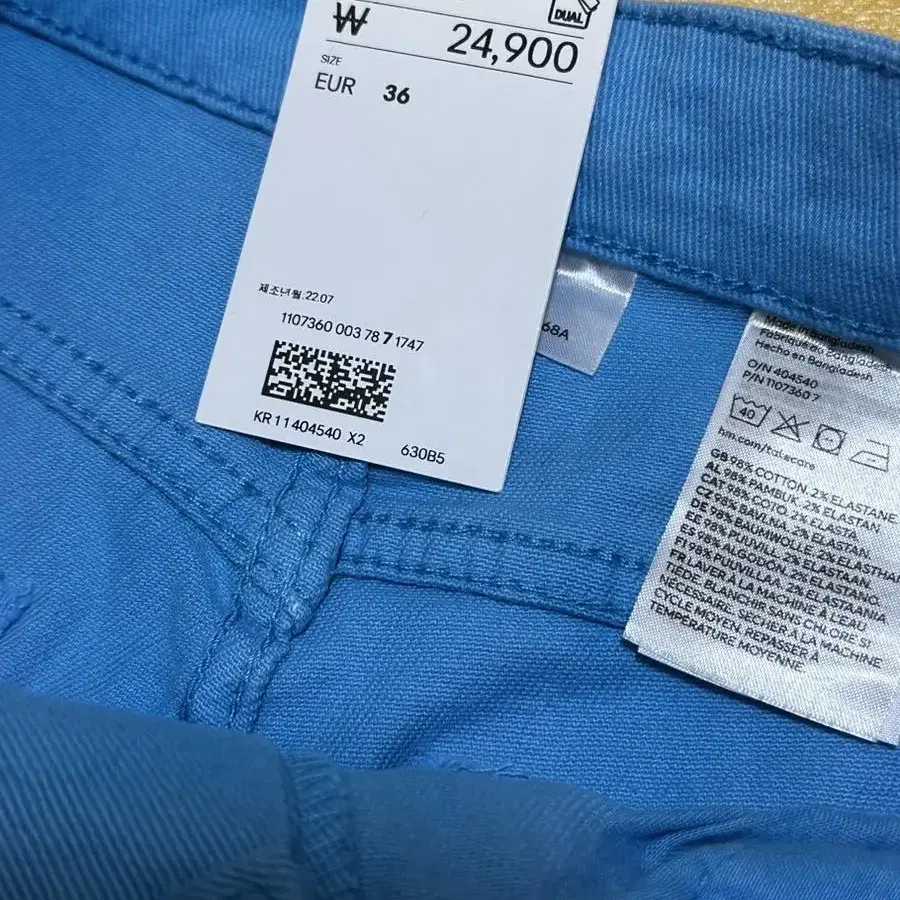 DUAL
₩ 24,900
SIZE
EUR 36
제조년월:22.07
1107360 003 78 7 1747
KR 11 404540 X2 630B5
68A
Made in Bangladesh
Fabriqué au Bangladesh
Hecho en Bangladesh
O/N 404540
P/N 1107360 7
40
hm.com/takecare
GB 98% COTTON, 2% ELASTANE
AL 98% PAMBUK, 2% ELASTAN
CAT 98% COTÓ, 2% ELASTÀ
CZ 98% BAVLNA, 2% ELASTAN
DE 98% BAUMWOLLE, 2% ELASTHAN
EE 98% PUUVILL, 2% ELASTAAN
ES 98% ALGODÓN, 2% ELASTANO
FI 98% PUUVILLAA, 2% ELASTAANIA
FR LAVER À LA MACHINE À L'EAU
TIÈDE. BLANCHIR SANS CHLORE SI
NÉCESSAIRE. SÉCHER À LA MACHINE
CYCLE MOYEN. REPASSER À
TEMPÉRATURE MOYENNE.